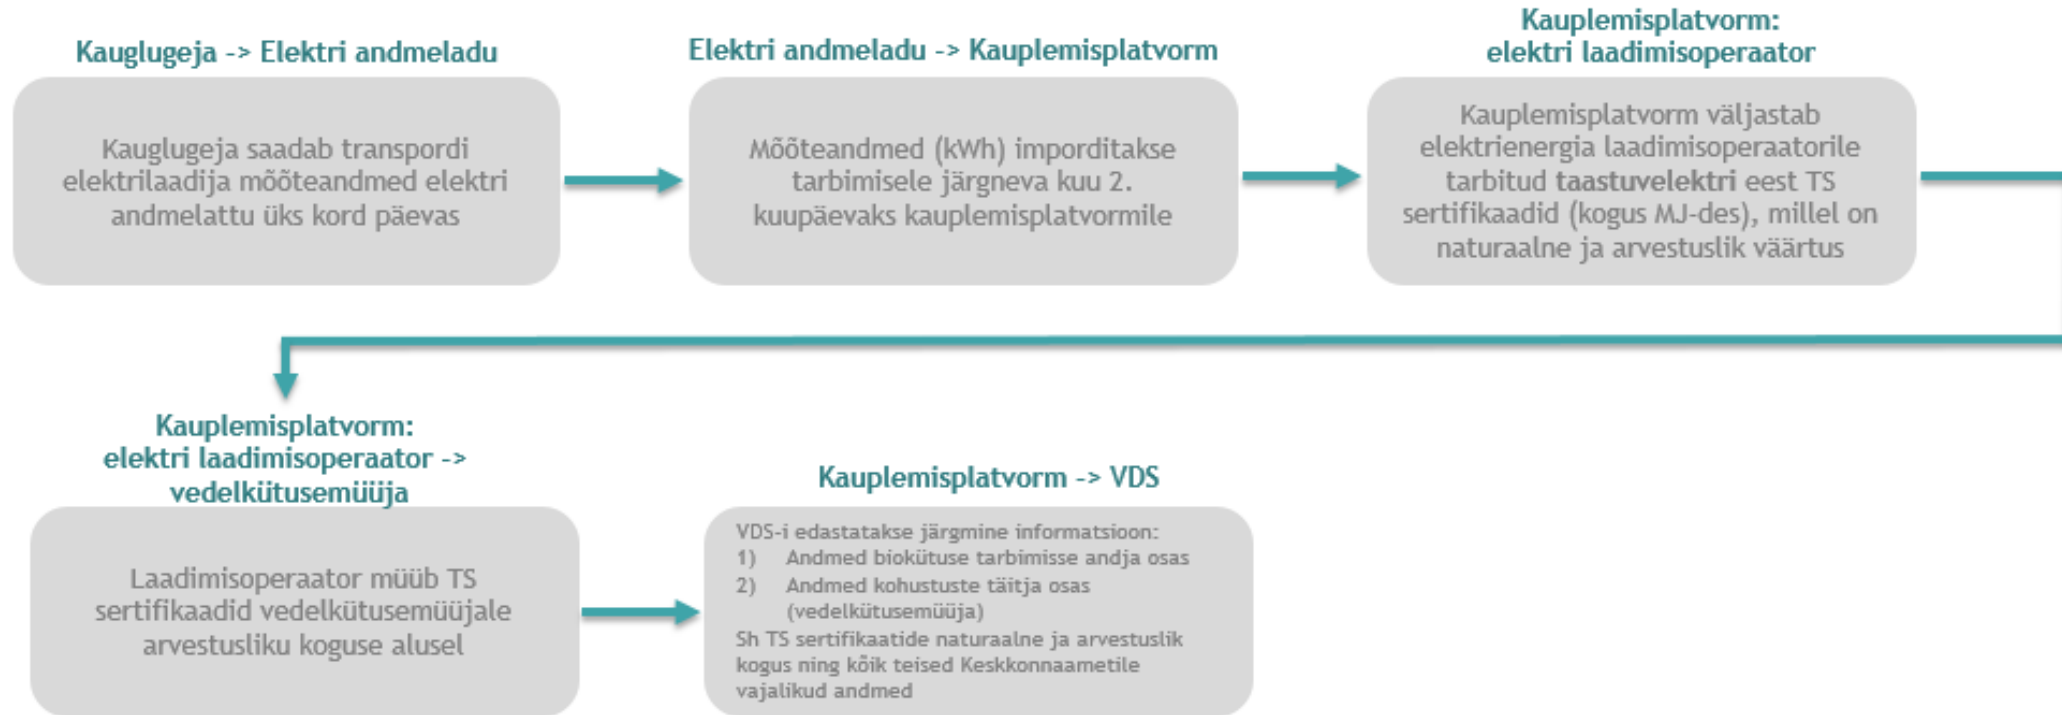 Kauglugeja -> Elektri andmeladu
Kauglugeja saadab transpordi
elektrilaadija mõõteandmed elektri
andmelattu üks kord päevas
Elektri andmeladu -> Kauplemisplatvorm
Mõõteandmed (kWh) imporditakse
tarbimisele järgneva kuu 2.
kuupäevaks kauplemisplatvormile
Kauplemisplatvorm:
elektri laadimisoperaator
Kauplemisplatvorm väljastab
elektrienergia laadimisoperaatorile
tarbitud taastuvelektri eest TS
sertifikaadid (kogus MJ-des), millel on
naturaalne ja arvestuslik väärtus
Kauplemisplatvorm:
elektri laadimisoperaator ->
vedelkütusemüüja
Laadimisoperaator müüb TS
sertifikaadid vedelkütusemüüjale
arvestusliku koguse alusel
Kauplemisplatvorm -> VDS
VDS-i edastatakse järgmine informatsioon:
1) Andmed biokütuse tarbimisse andja osas
2) Andmed kohustuste täitja osas
(vedelkütusemüüja)
Sh TS sertifikaatide naturaalne ja arvestuslik
kogus ning kõik teised Keskkonnaametile
vajalikud andmed